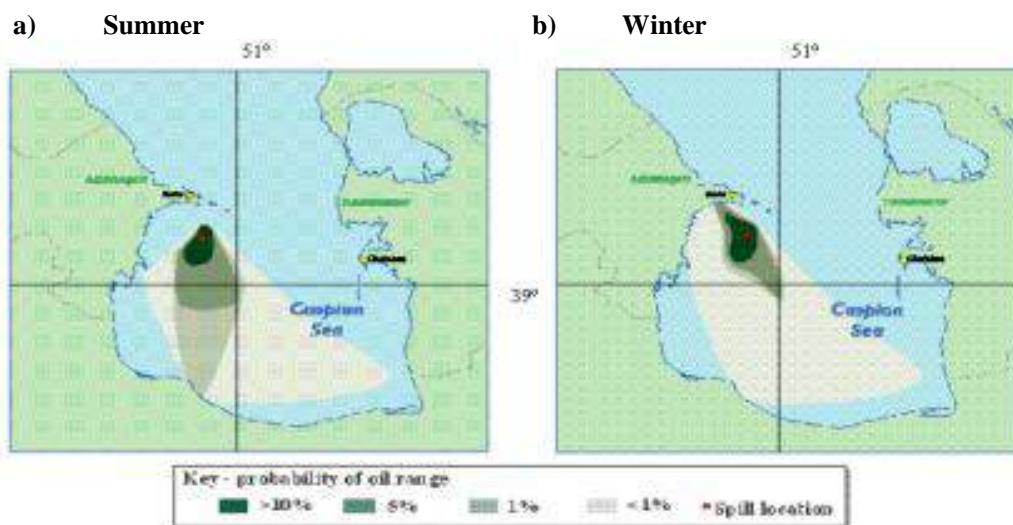 a) Summer
b) Winter
51°
51°
39°
Caspian
Sea
Caspian
Sea
Key - probability of oil range
>10%
5%
1%
<1%
Spill location